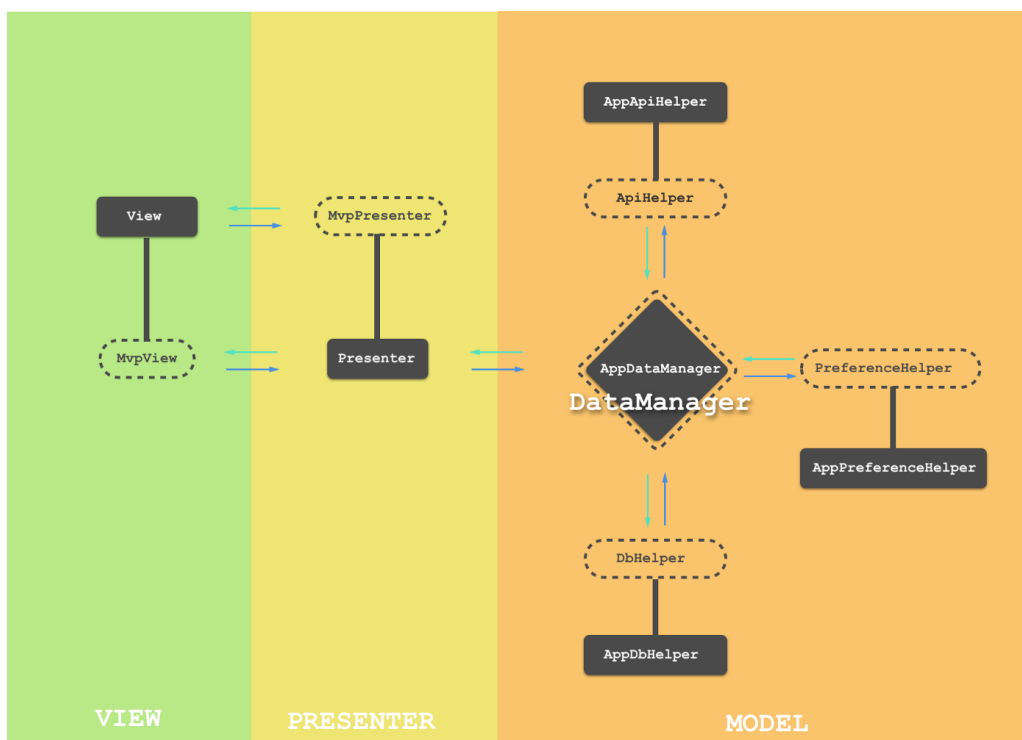 AppApiHelper
ApiHelper
View
MvpPresenter
MvpView
Presenter
AppDataManager
DataManager
PreferenceHelper
AppPreferenceHelper
DbHelper
AppDbHelper
VIEW
PRESENTER
MODEL